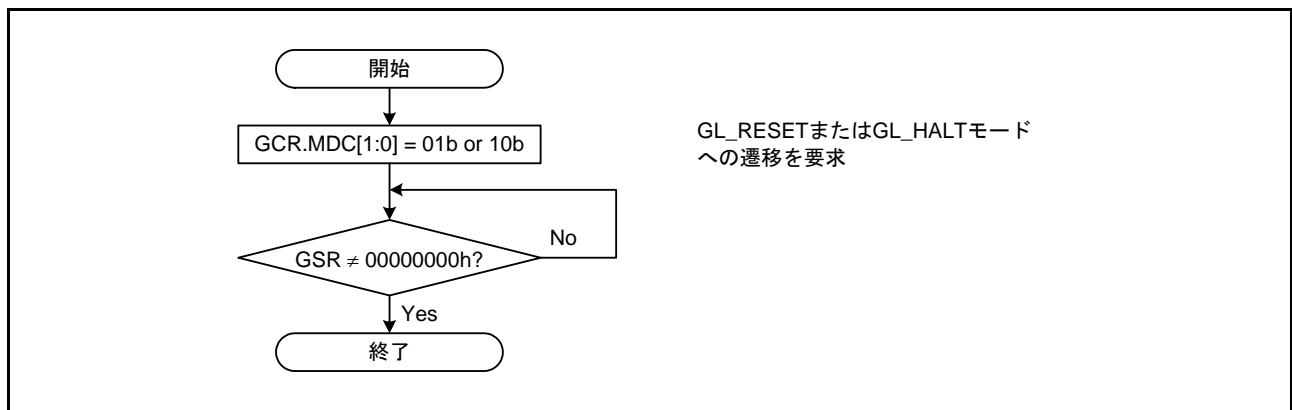 開始
GCR.MDC[1:0] = 01b or 10b
GL_RESETまたはGL_HALTモード
への遷移を要求
No
GSR ≠ 00000000h?
Yes
終了